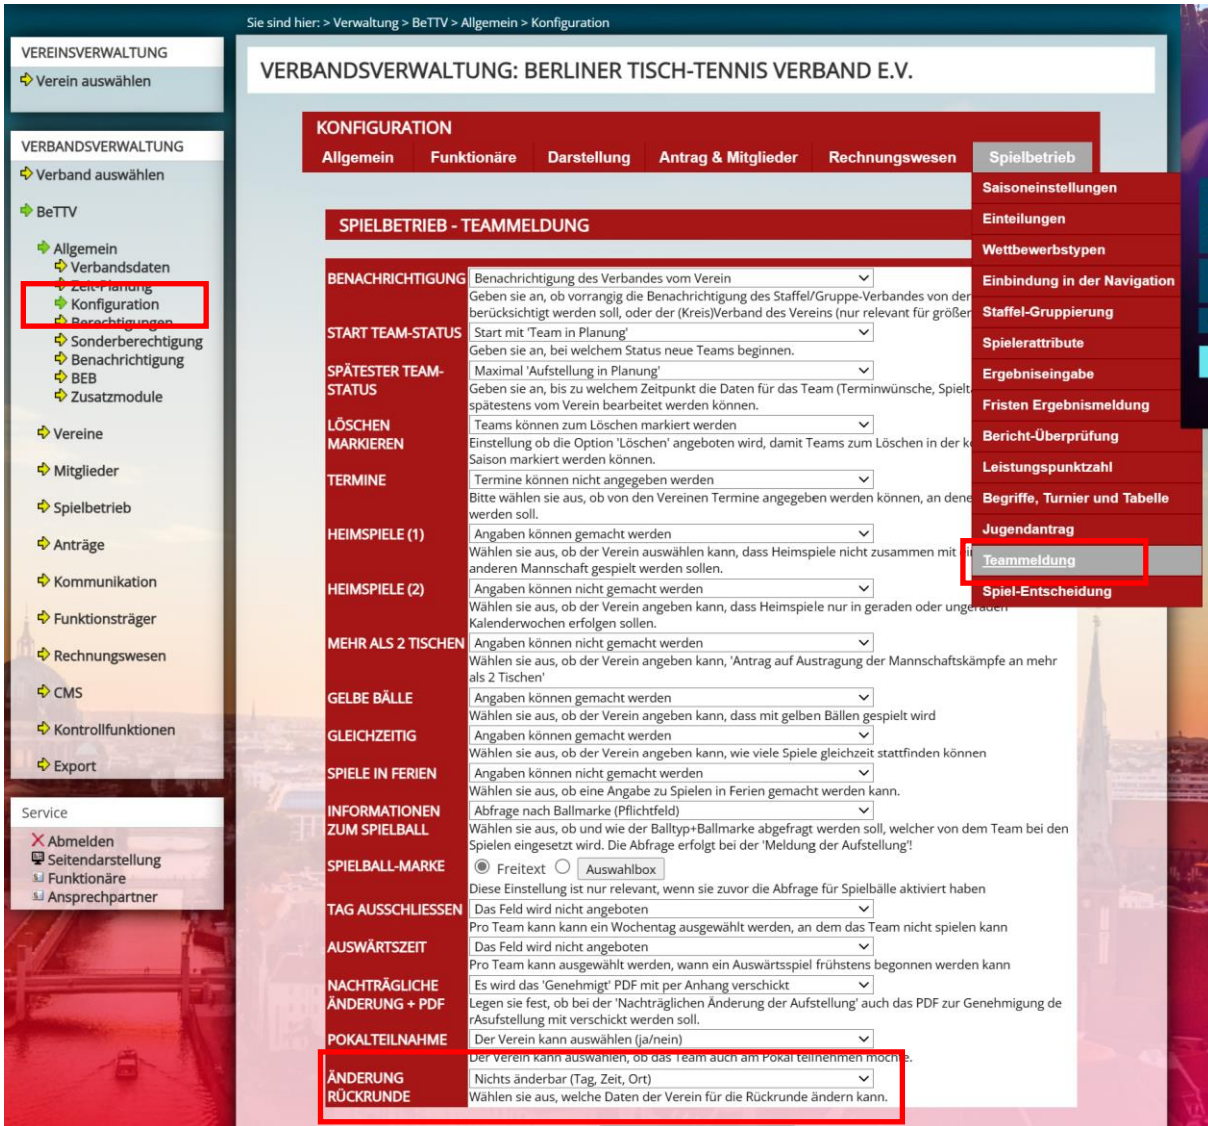 Sie sind hier: > Verwaltung > BeTTV > Allgemein > Konfiguration
VEREINSVERWALTUNG
Verein auswählen
VERBANDSVERWALTUNG
Verband auswählen
BeTTV
Allgemein
Verbandsdaten
Zeit-Planung
Konfiguration
Berechtigungen
Sonderberechtigung
Benachrichtigung
BEB
Zusatzmodule
Vereine
Mitglieder
Spielbetrieb
Anträge
Kommunikation
Funktionsträger
Rechnungswesen
CMS
Kontrollfunktionen
Export
Service
Abmelden
Seitendarstellung
Funktionäre
Ansprechpartner
VERBANDSVERWALTUNG: BERLINER TISCH-TENNIS VERBAND E.V.
KONFIGURATION
Allgemein Funktionäre Darstellung Antrag & Mitglieder Rechnungswesen Spielbetrieb
Saisoneinstellungen
Einteilungen
Wettbewerbstypen
Einbindung in der Navigation
Staffel-Gruppierung
Spielerattribute
Ergebniseingabe
Fristen Ergebnismeldung
Bericht-Überprüfung
Leistungspunktzahl
Begriffe, Turnier und Tabelle
Jugendantrag
Teammeldung
Spiel-Entscheidung
SPIELBETRIEB - TEAMMELDUNG
BENACHRICHTIGUNG Benachrichtigung des Verbandes vom Verein
Geben sie an, ob vorrangig die Benachrichtigung des Staffel/Gruppe-Verbandes von der
berücksichtigt werden soll, oder der (Kreis)Verband des Vereins (nur relevant für größer
START TEAM-STATUS Start mit 'Team in Planung'
Geben sie an, bei welchem Status neue Teams beginnen.
SPÄTESTER TEAM-STATUS Maximal 'Aufstellung in Planung'
Geben sie an, bis zu welchem Zeitpunkt die Daten für das Team (Terminwünsche, Spielt
spätestens vom Verein bearbeitet werden können.
LÖSCHEN MARKIEREN Teams können zum Löschen markiert werden
Einstellung ob die Option 'Löschen' angeboten wird, damit Teams zum Löschen in der k
Saison markiert werden können.
TERMINE Termine können nicht angegeben werden
Bitte wählen sie aus, ob von den Vereinen Termine angegeben werden können, an dene
werden soll.
HEIMSPIELE (1) Angaben können gemacht werden
Wählen sie aus, ob der Verein auswählen kann, dass Heimspiele nicht zusammen mit ei
anderen Mannschaft gespielt werden sollen.
HEIMSPIELE (2) Angaben können nicht gemacht werden
Wählen sie aus, ob der Verein angeben kann, dass Heimspiele nur in geraden oder ungeraden
Kalenderwochen erfolgen sollen.
MEHR ALS 2 TISCHEN Angaben können nicht gemacht werden
Wählen sie aus, ob der Verein angeben kann, 'Antrag auf Austragung der Mannschaftskämpfe an mehr
als 2 Tischen'
GELBE BÄLLE Angaben können gemacht werden
Wählen sie aus, ob der Verein angeben kann, dass mit gelben Bällen gespielt wird
GLEICHZEITIG Angaben können gemacht werden
Wählen sie aus, ob der Verein angeben kann, wie viele Spiele gleichzeit stattfinden können
SPIELE IN FERIEN Angaben können nicht gemacht werden
Wählen sie aus, ob eine Angabe zu Spielen in Ferien gemacht werden kann.
INFORMATIONEN ZUM SPIELBALL Abfrage nach Ballmarke (Pflichtfeld)
Wählen sie aus, ob und wie der Balltyp+Ballmarke abgefragt werden soll, welcher von dem Team bei den
Spielen eingesetzt wird. Die Abfrage erfolgt bei der 'Meldung der Aufstellung'!
SPIELBALL-MARKE Freitext Auswahlbox
Diese Einstellung ist nur relevant, wenn sie zuvor die Abfrage für Spielbälle aktiviert haben
TAG AUSSCHLIESSEN Das Feld wird nicht angeboten
Pro Team kann kann ein Wochentag ausgewählt werden, an dem das Team nicht spielen kann
AUSWÄRTSZEIT Das Feld wird nicht angeboten
Pro Team kann ausgewählt werden, wann ein Auswärtsspiel frühstens begonnen werden kann
NACHTRÄGLICHE ÄNDERUNG + PDF Es wird das 'Genehmigt' PDF mit per Anhang verschickt
Legen sie fest, ob bei der 'Nachträglichen Änderung der Aufstellung' auch das PDF zur Genehmigung de
rAsufstellung mit verschickt werden soll.
POKALTEILNAHME Der Verein kann auswählen (ja/nein)
Der Verein kann auswählen, ob das Team auch am Pokal teilnehmen möchte.
ÄNDERUNG RÜCKRUNDE Nichts änderbar (Tag, Zeit, Ort)
Wählen sie aus, welche Daten der Verein für die Rückrunde ändern kann.